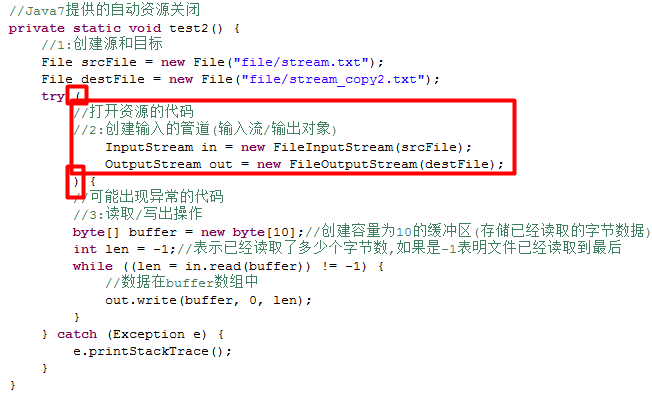 //Java7提供的自动资源关闭
private static void test2() {
//1:创建源和目标
File srcFile = new File("file/stream.txt");
File destFile = new File("file/stream_copy2.txt");
try (
//打开资源的代码
//2:创建输入的管道(输入流/输出对象)
InputStream in = new FileInputStream(srcFile);
OutputStream out = new FileOutputStream(destFile);
) {
//可能出现异常的代码
//3:读取/写出操作
byte[] buffer = new byte[10];//创建容量为10的缓冲区(存储已经读取的字节数据)
int len = -1;//表示已经读取了多少个字节数,如果是-1表明文件已经读取到最后
while ((len = in.read(buffer)) != -1) {
//数据在buffer数组中
out.write(buffer, 0, len);
}
} catch (Exception e) {
e.printStackTrace();
}
}